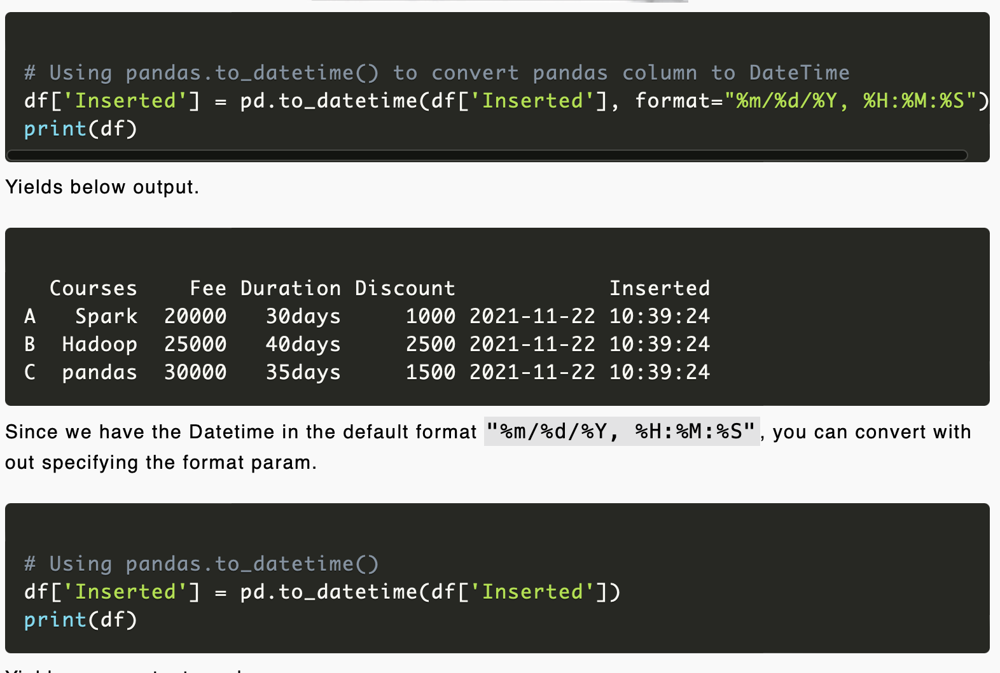 # Using pandas.to_datetime() to convert pandas column to DateTime
df['Inserted'] = pd.to_datetime(df['Inserted'], format="%m/%d/%Y, %H:%M:%S")
print(df)
Yields below output.
  Courses    Fee Duration Discount            Inserted
A   Spark  20000   30days     1000 2021-11-22 10:39:24
B  Hadoop  25000   40days     2500 2021-11-22 10:39:24
C  pandas  30000   35days     1500 2021-11-22 10:39:24
Since we have the Datetime in the default format "%m/%d/%Y, %H:%M:%S", you can convert with
out specifying the format param.
# Using pandas.to_datetime()
df['Inserted'] = pd.to_datetime(df['Inserted'])
print(df)